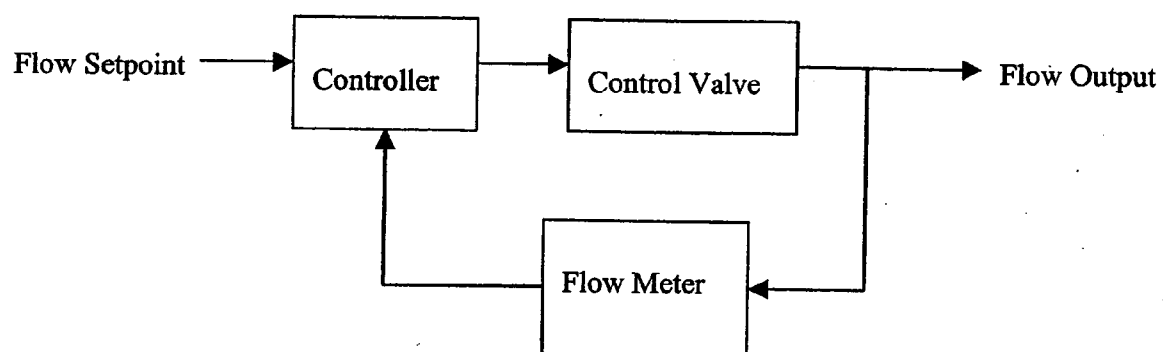 Flow Setpoint
Controller
Control Valve
Flow Output
Flow Meter